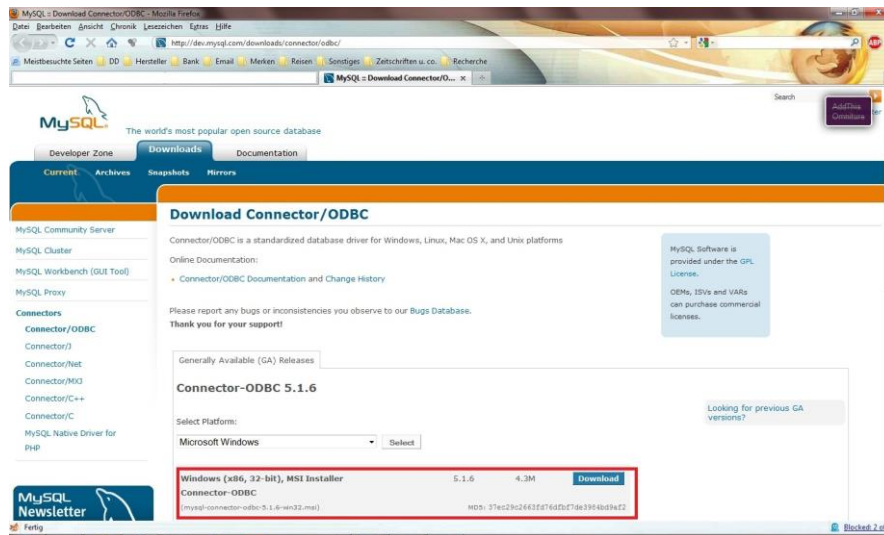 MySQL :: Download Connector/ODBC - Mozilla Firefox
Datei Bearbeiten Ansicht Chronik Lesezeichen Extras Hilfe
http://dev.mysql.com/downloads/connector/odbc/
Meistbesuchte Seiten DD Hersteller Bank Email Merken Reisen Sonstiges Zeitschriften u. co. Recherche
MySQL :: Download Connector/O...
Search
AddThis
Omniture
MySQL
The world's most popular open source database
Developer Zone Downloads Documentation
Current Archives Snapshots Mirrors
Download Connector/ODBC
MySQL Community Server
MySQL Cluster
MySQL Workbench (GUI Tool)
MySQL Proxy
Connectors
Connector/ODBC
Connector/J
Connector/Net
Connector/MXJ
Connector/C++
Connector/C
MySQL Native Driver for
PHP
MySQL
Newsletter
Connector/ODBC is a standardized database driver for Windows, Linux, Mac OS X, and Unix platforms
Online Documentation:
Connector/ODBC Documentation and Change History
Please report any bugs or inconsistencies you observe to our Bugs Database.
Thank you for your support!
MySQL Software is
provided under the GPL
License.
OEMs, ISVs and VARs
can purchase commercial
licenses.
Generally Available (GA) Releases
Connector-ODBC 5.1.6
Looking for previous GA
versions?
Select Platform:
Microsoft Windows Select
Windows (x86, 32-bit), MSI Installer 5.1.6 4.3M Download
Connector-ODBC
(mysql-connector-odbc-5.1.6-win32.msi) MD5:
Fertig
Blocked: 2